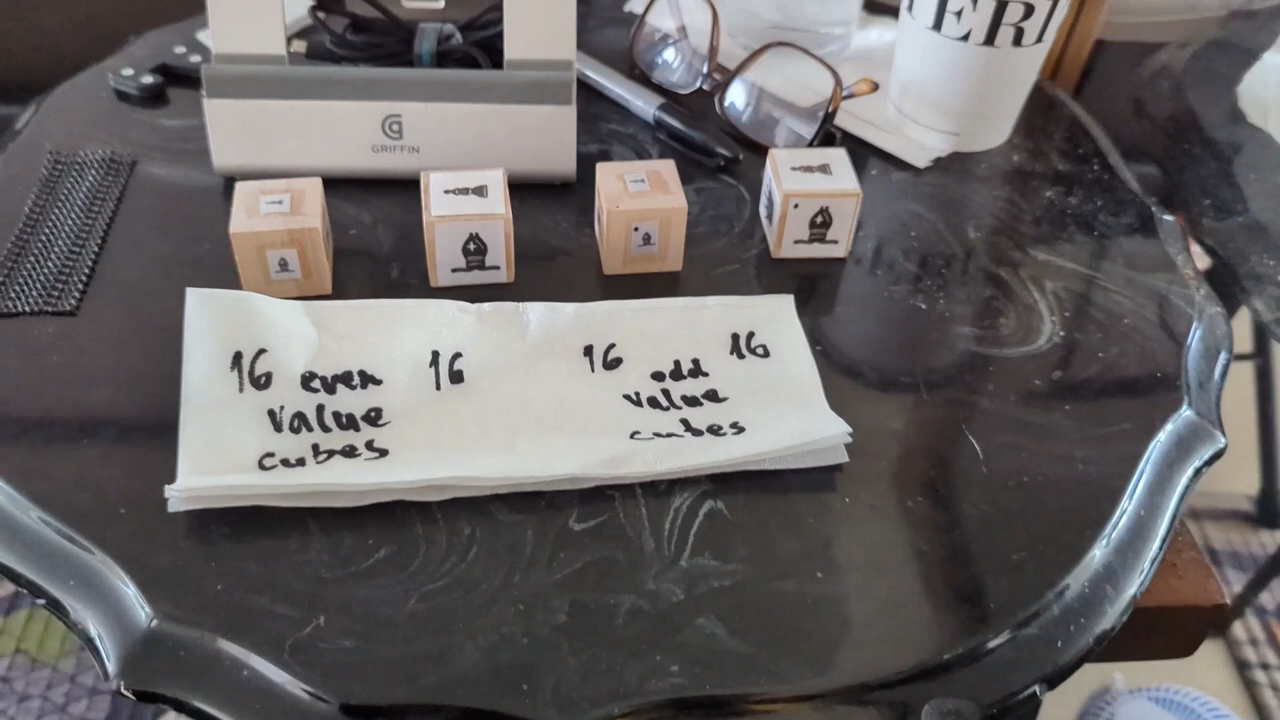 ERI
GRIFFIN
16 even 16
value
cubes
16 odd 16
value
cubes